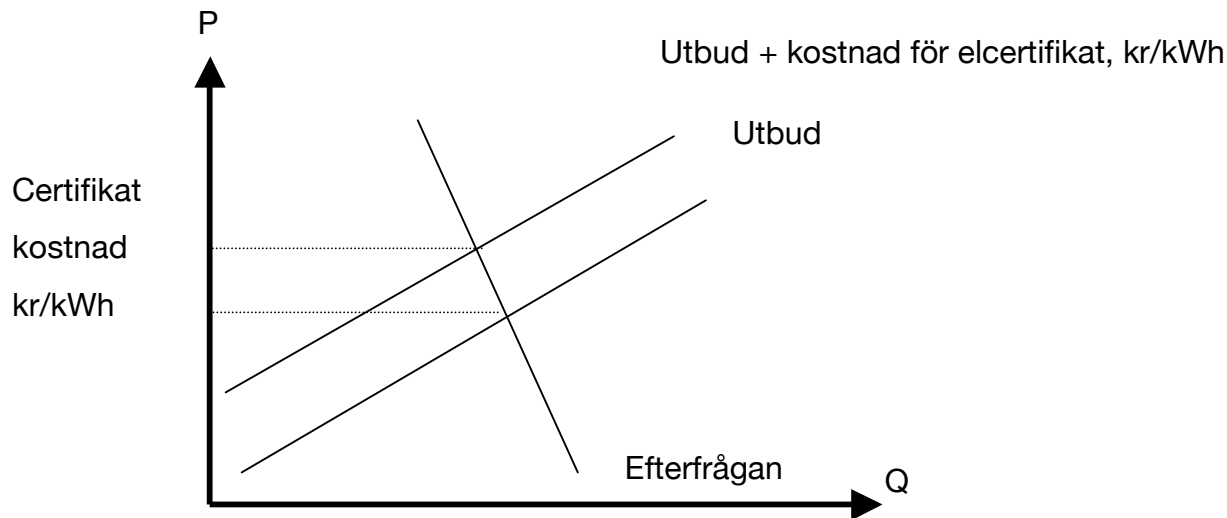 P
Utbud + kostnad för elcertifikat, kr/kWh
Utbud
Certifikat
kostnad
kr/kWh
Efterfrågan
Q